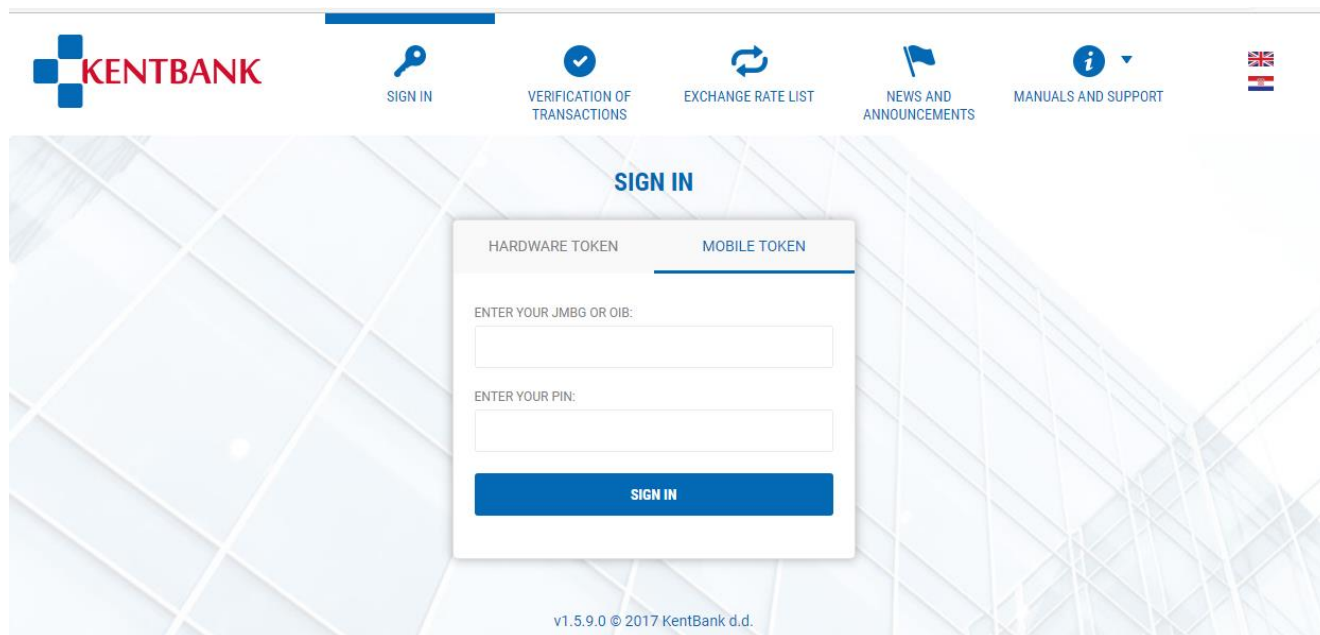 KENTBANK
SIGN IN
VERIFICATION OF
TRANSACTIONS
EXCHANGE RATE LIST
NEWS AND
ANNOUNCEMENTS
MANUALS AND SUPPORT
SIGN IN
HARDWARE TOKEN
MOBILE TOKEN
ENTER YOUR JMBG OR OIB:
ENTER YOUR PIN:
SIGN IN
v1.5.9.0 © 2017 KentBank d.d.